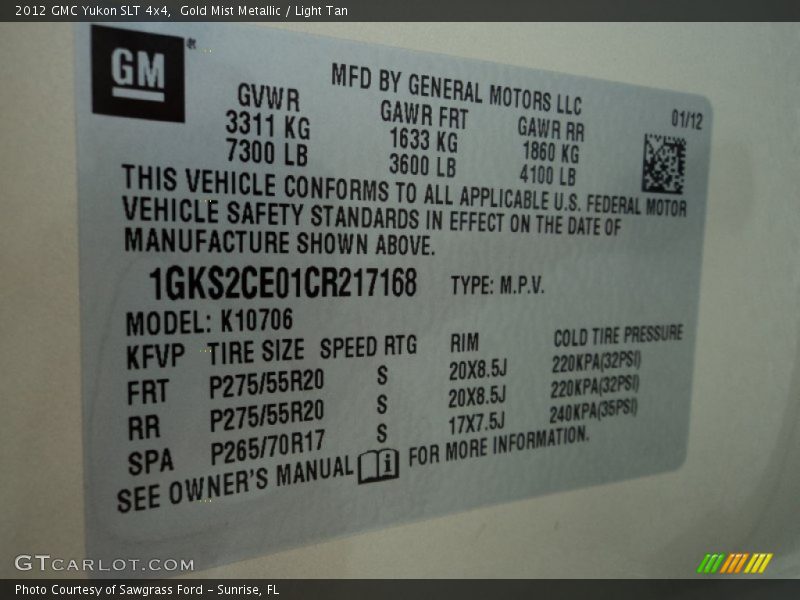 2012 GMC Yukon SLT 4x4,  Gold Mist Metallic / Light Tan
GM
MFD BY GENERAL MOTORS LLC
01/12
GVWR GAWR FRT GAWR RR
3311 KG 1633 KG 1860 KG
7300 LB 3600 LB 4100 LB
THIS VEHICLE CONFORMS TO ALL APPLICABLE U.S. FEDERAL MOTOR
VEHICLE SAFETY STANDARDS IN EFFECT ON THE DATE OF
MANUFACTURE SHOWN ABOVE.
1GKS2CE01CR217168 TYPE: M.P.V.
MODEL: K10706
KFVP TIRE SIZE SPEED RTG RIM COLD TIRE PRESSURE
FRT P275/55R20 S 20X8.5J 220KPA(32PSI)
RR P275/55R20 S 20X8.5J 220KPA(32PSI)
SPA P265/70R17 S 17X7.5J 240KPA(35PSI)
SEE OWNER'S MANUAL i FOR MORE INFORMATION.
GTCARLOT.COM
Photo Courtesy of Sawgrass Ford - Sunrise, FL